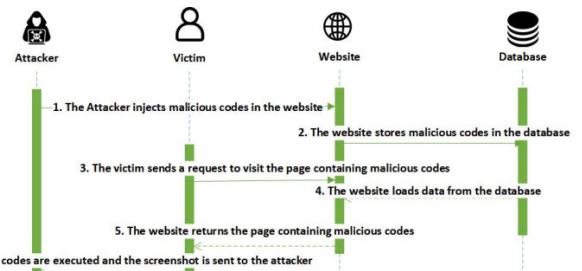 Attacker
Victim
Website
Database
1. The Attacker injects malicious codes in the website
2. The website stores malicious codes in the database
3. The victim sends a request to visit the page containing malicious codes
4. The website loads data from the database
5. The website returns the page containing malicious codes
codes are executed and the screenshot is sent to the attacker